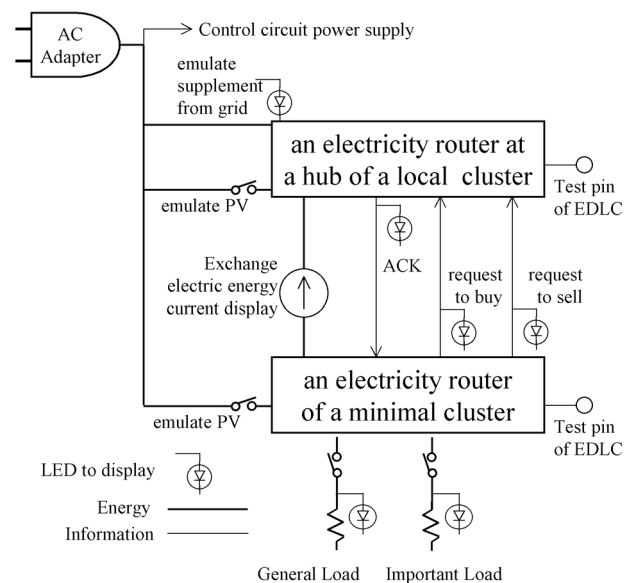 AC
Adapter
Control circuit power supply
emulate
supplement
from grid
an electricity router at
a hub of a local cluster
Test pin
of EDLC
emulate PV
Exchange
electric energy
current display
ACK
request
to buy
request
to sell
an electricity router
of a minimal cluster
emulate PV
Test pin
of EDLC
LED to display
Energy
Information
General Load
Important Load